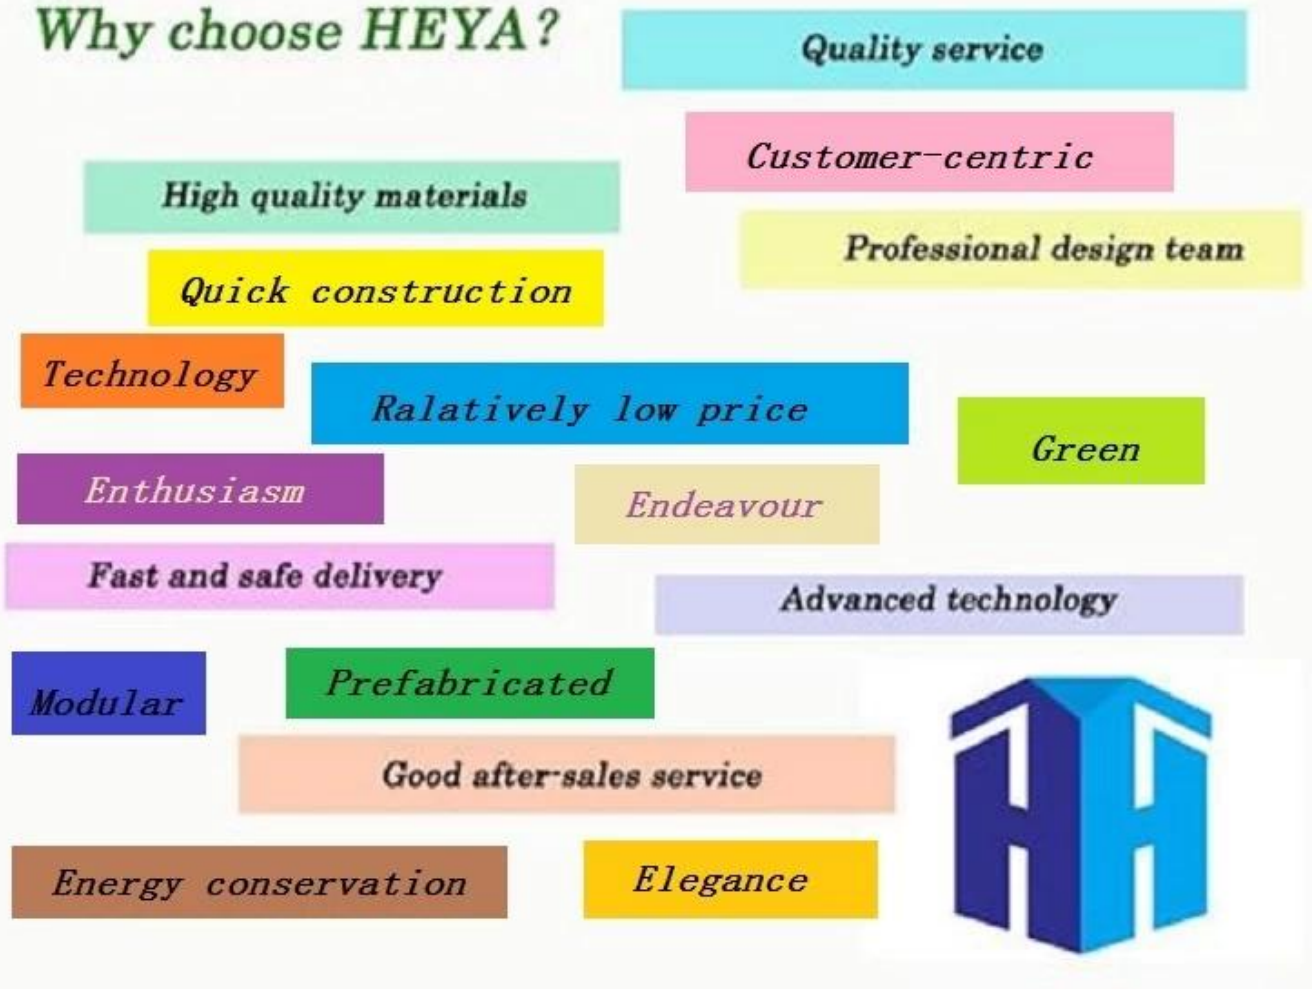 Why choose HEYA?
Quality service
Customer-centric
High quality materials
Professional design team
Quick construction
Technology
Ralatively low price
Green
Enthusiasm
Endeavour
Fast and safe delivery
Advanced technology
Modular
Prefabricated
Good after-sales service
Energy conservation
Elegance